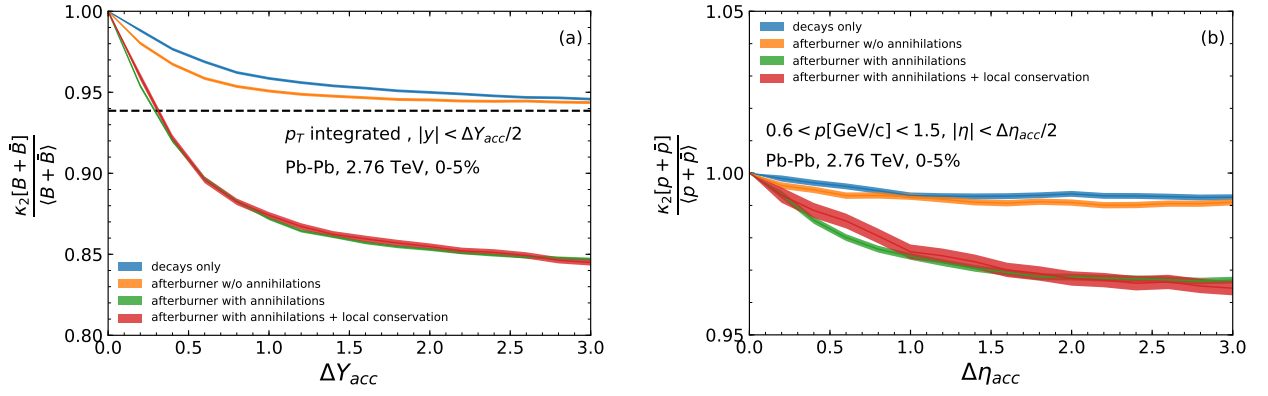 (a)
κ₂[B + B̄]
⟨B + B̄⟩
1.00
0.95
0.90
0.85
0.80
p_T integrated , |y| < ΔY_acc/2
Pb-Pb, 2.76 TeV, 0-5%
decays only
afterburner w/o annihilations
afterburner with annihilations
afterburner with annihilations + local conservation
0.0 0.5 1.0 1.5 2.0 2.5 3.0
ΔY_acc
(b)
κ₂[p + p̄]
⟨p + p̄⟩
1.05
1.00
0.95
decays only
afterburner w/o annihilations
afterburner with annihilations
afterburner with annihilations + local conservation
0.6 < p[GeV/c] < 1.5, |η| < Δη_acc/2
Pb-Pb, 2.76 TeV, 0-5%
0.0 0.5 1.0 1.5 2.0 2.5 3.0
Δη_acc